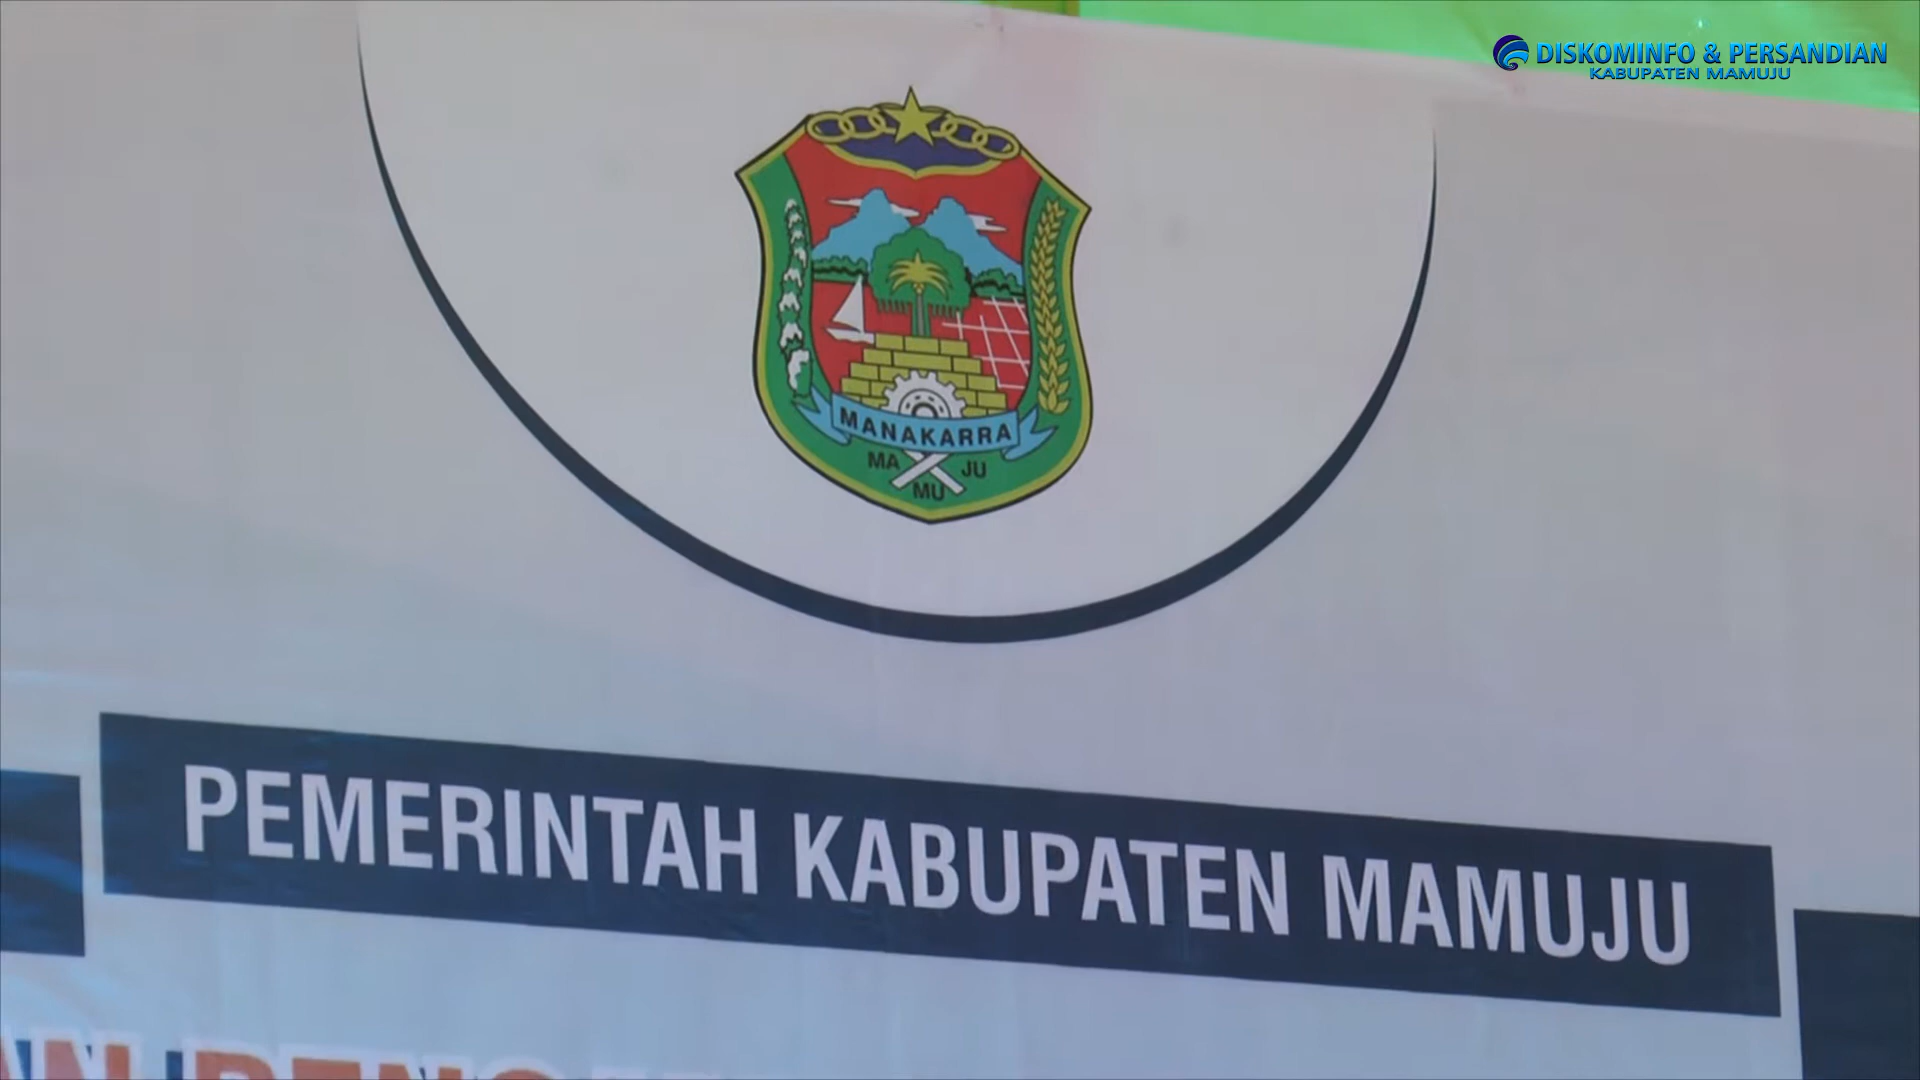 DISKOMINFO & PERSANDIAN
KABUPATEN MAMUJU
MANAKARRA
MA JU
MU
PEMERINTAH KABUPATEN MAMUJU